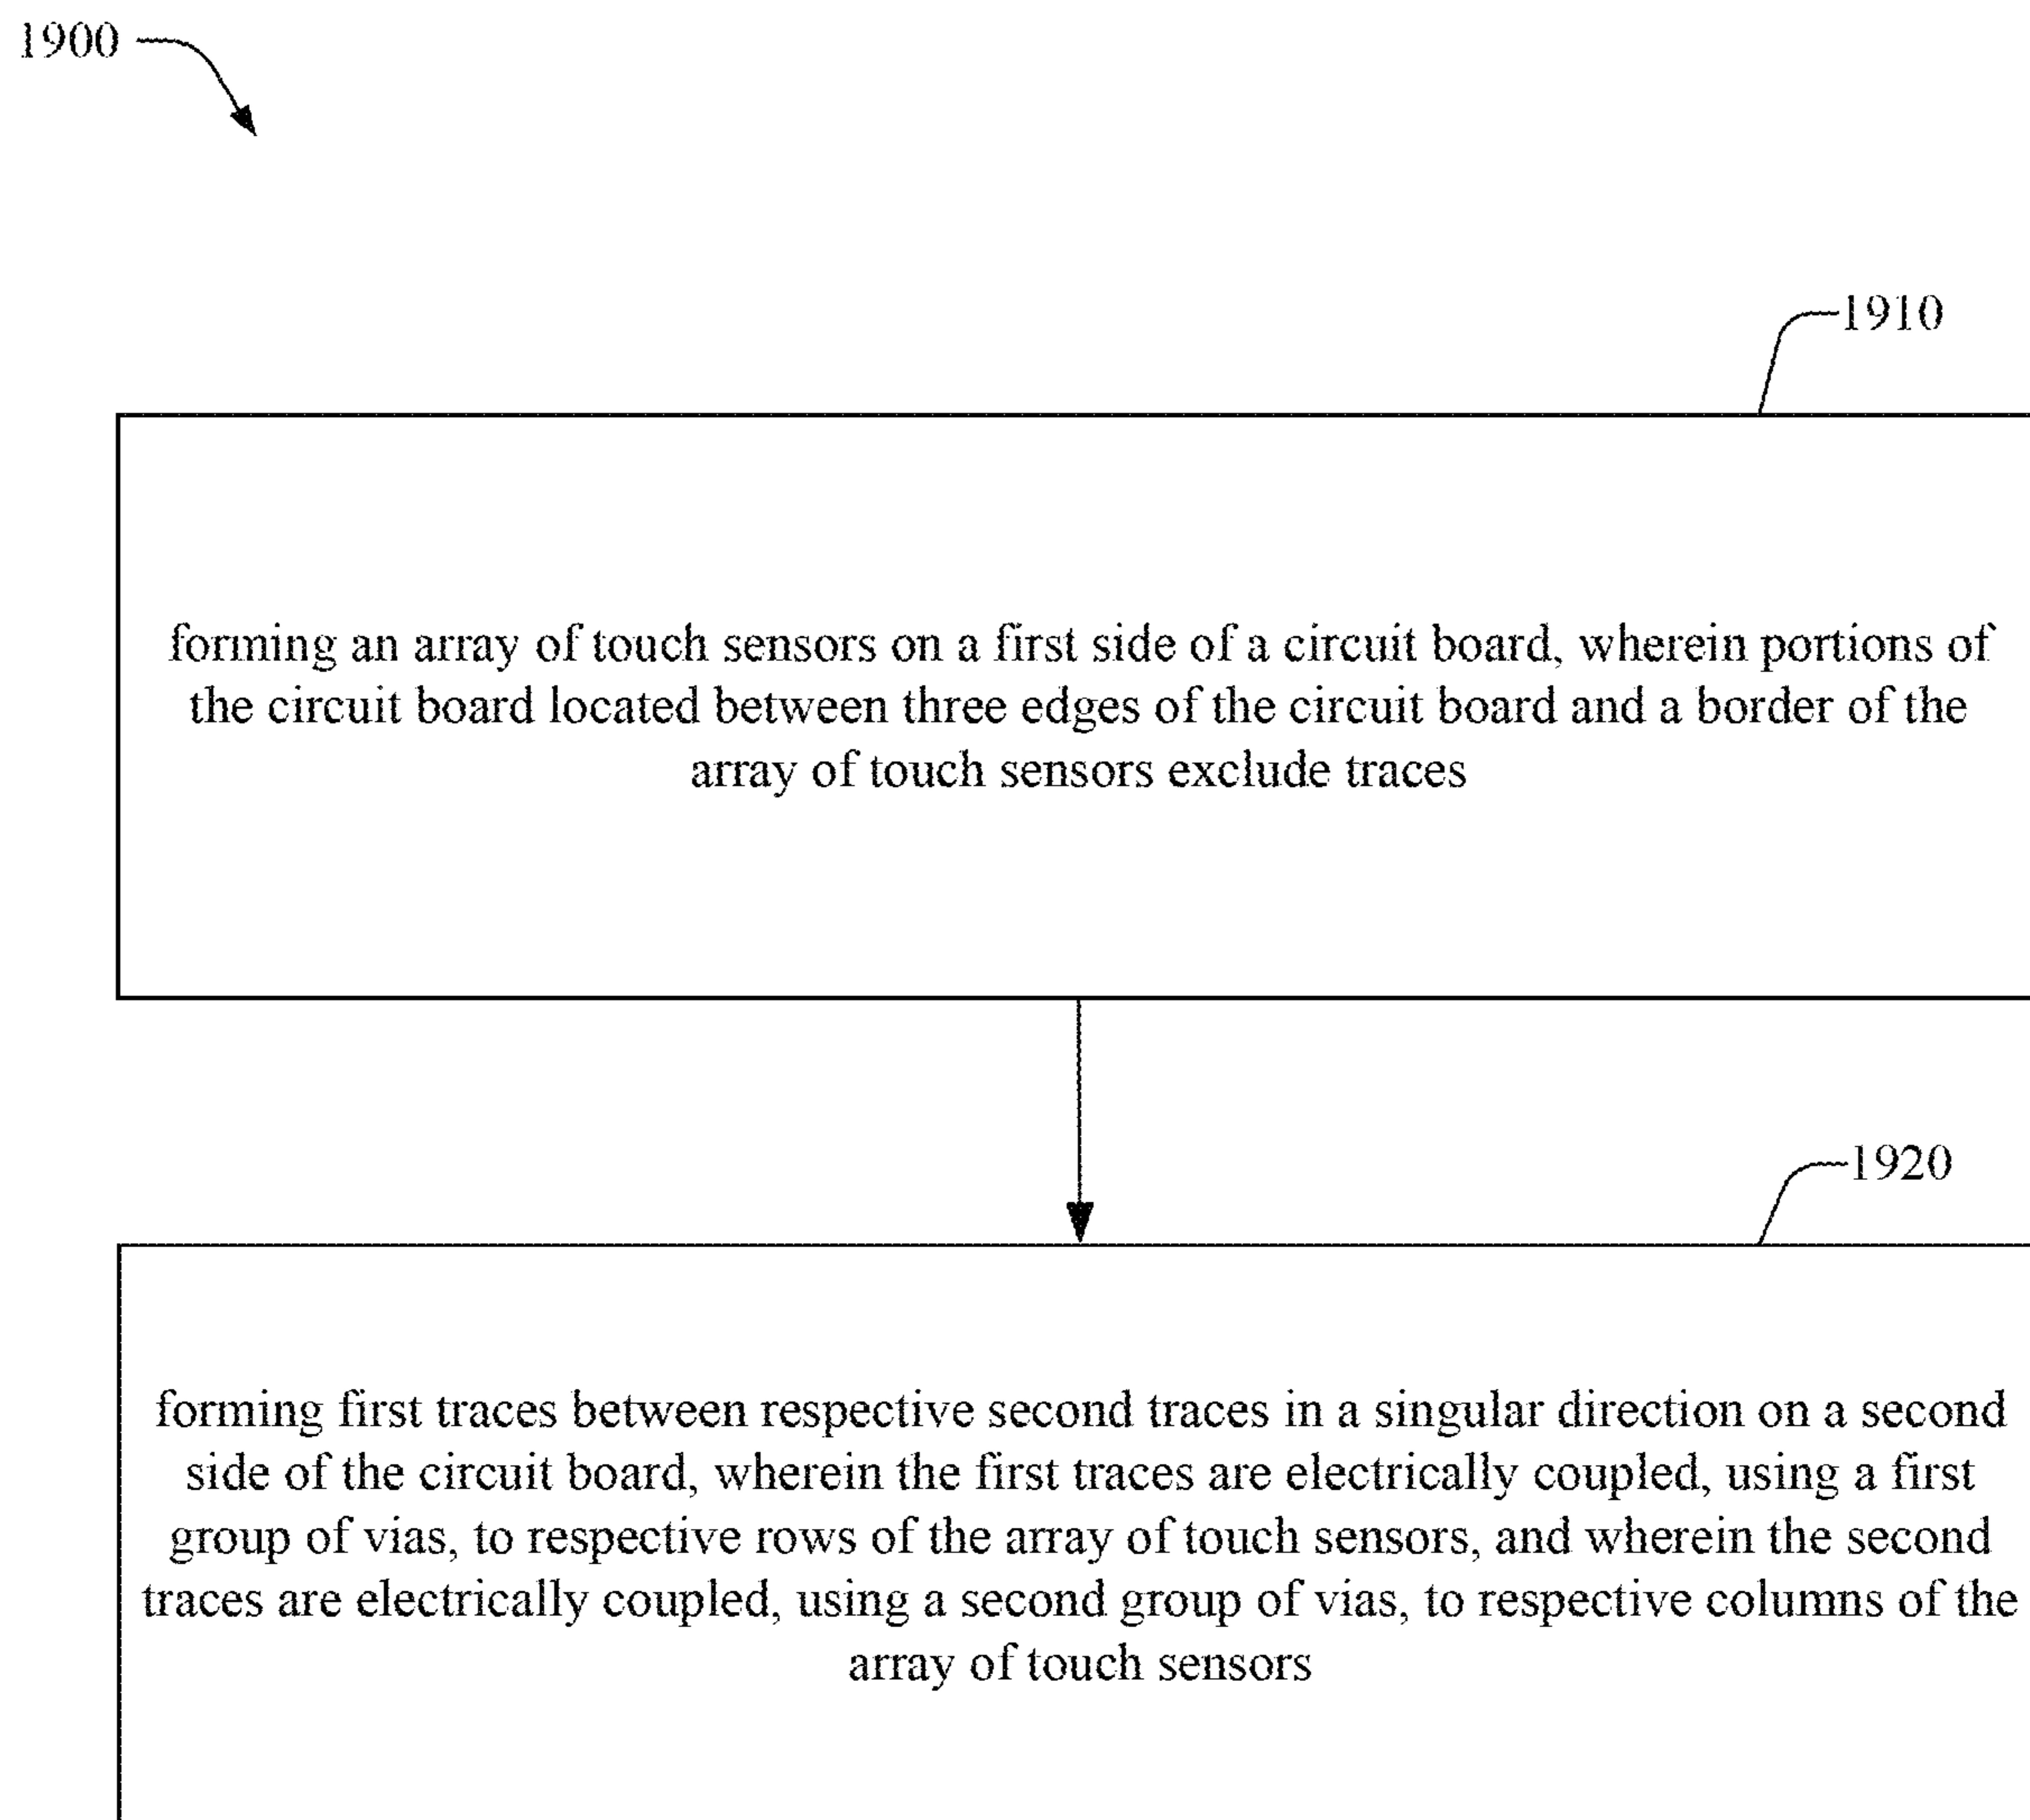 1900
1910
forming an array of touch sensors on a first side of a circuit board, wherein portions of
the circuit board located between three edges of the circuit board and a border of the
array of touch sensors exclude traces
1920
forming first traces between respective second traces in a singular direction on a second
side of the circuit board, wherein the first traces are electrically coupled, using a first
group of vias, to respective rows of the array of touch sensors, and wherein the second
traces are electrically coupled, using a second group of vias, to respective columns of the
array of touch sensors